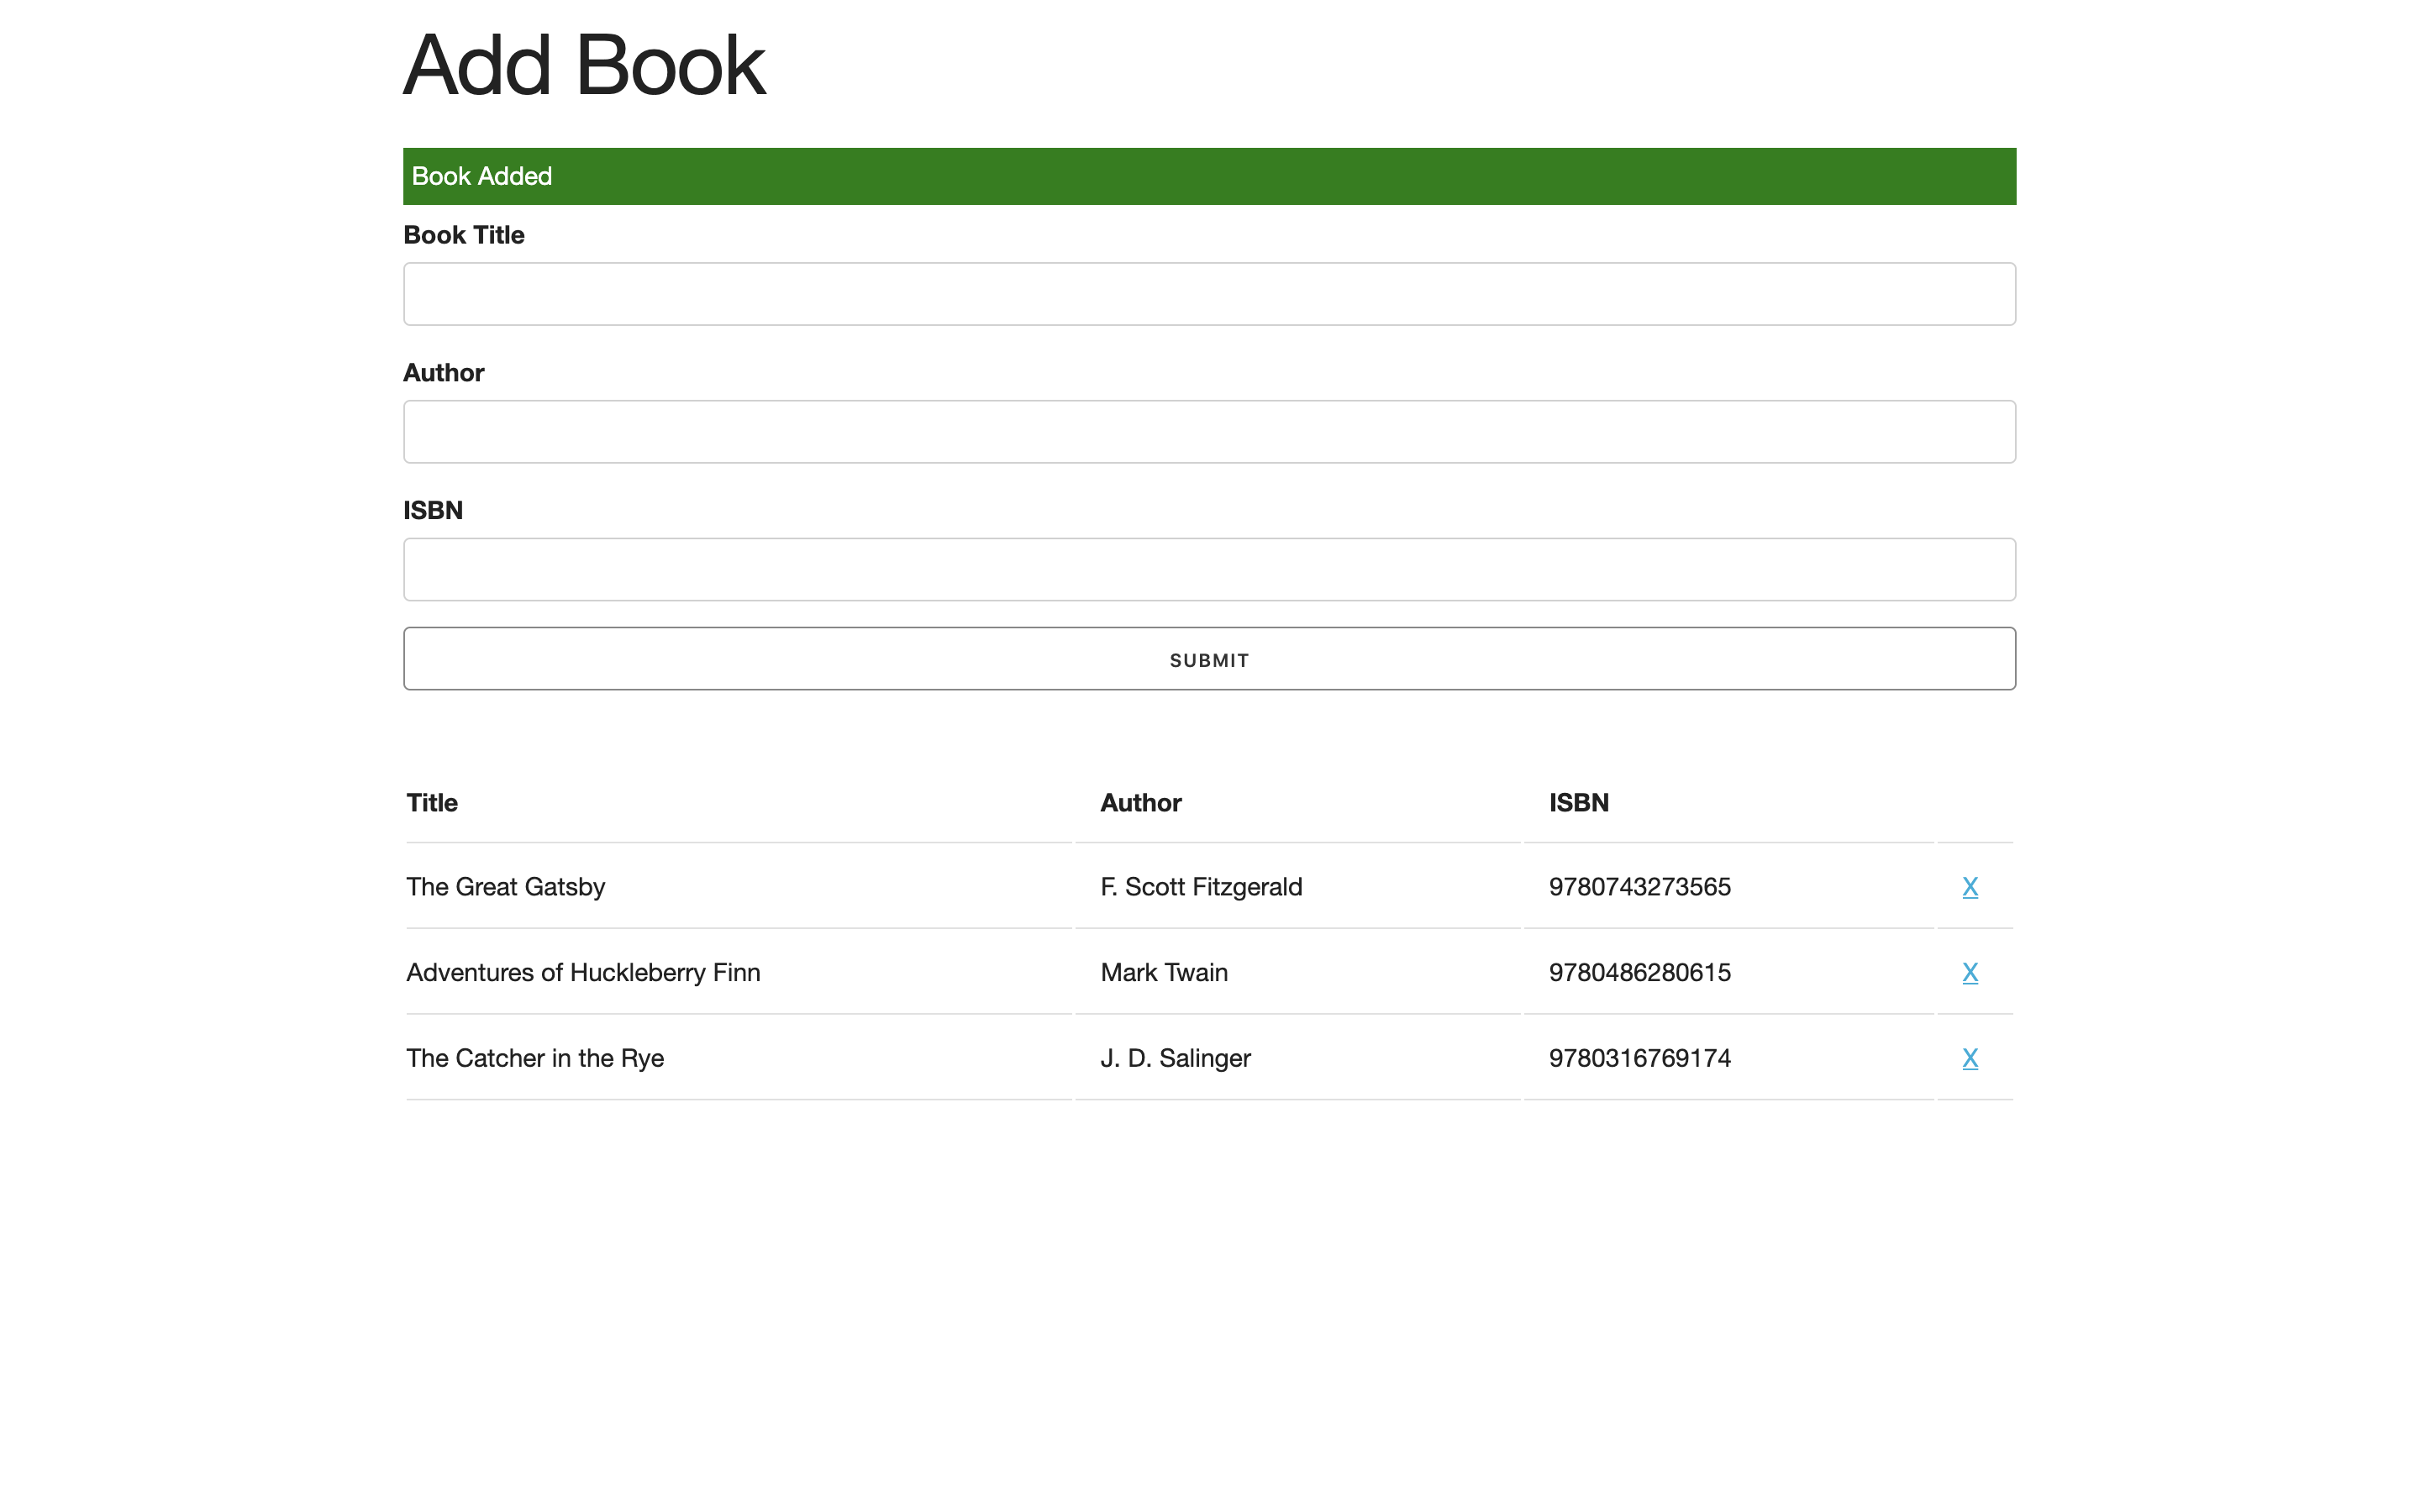 Add Book
Book Added
Book Title
Author
ISBN
SUBMIT
Title Author ISBN
The Great Gatsby F. Scott Fitzgerald 9780743273565 X
Adventures of Huckleberry Finn Mark Twain 9780486280615 X
The Catcher in the Rye J. D. Salinger 9780316769174 X